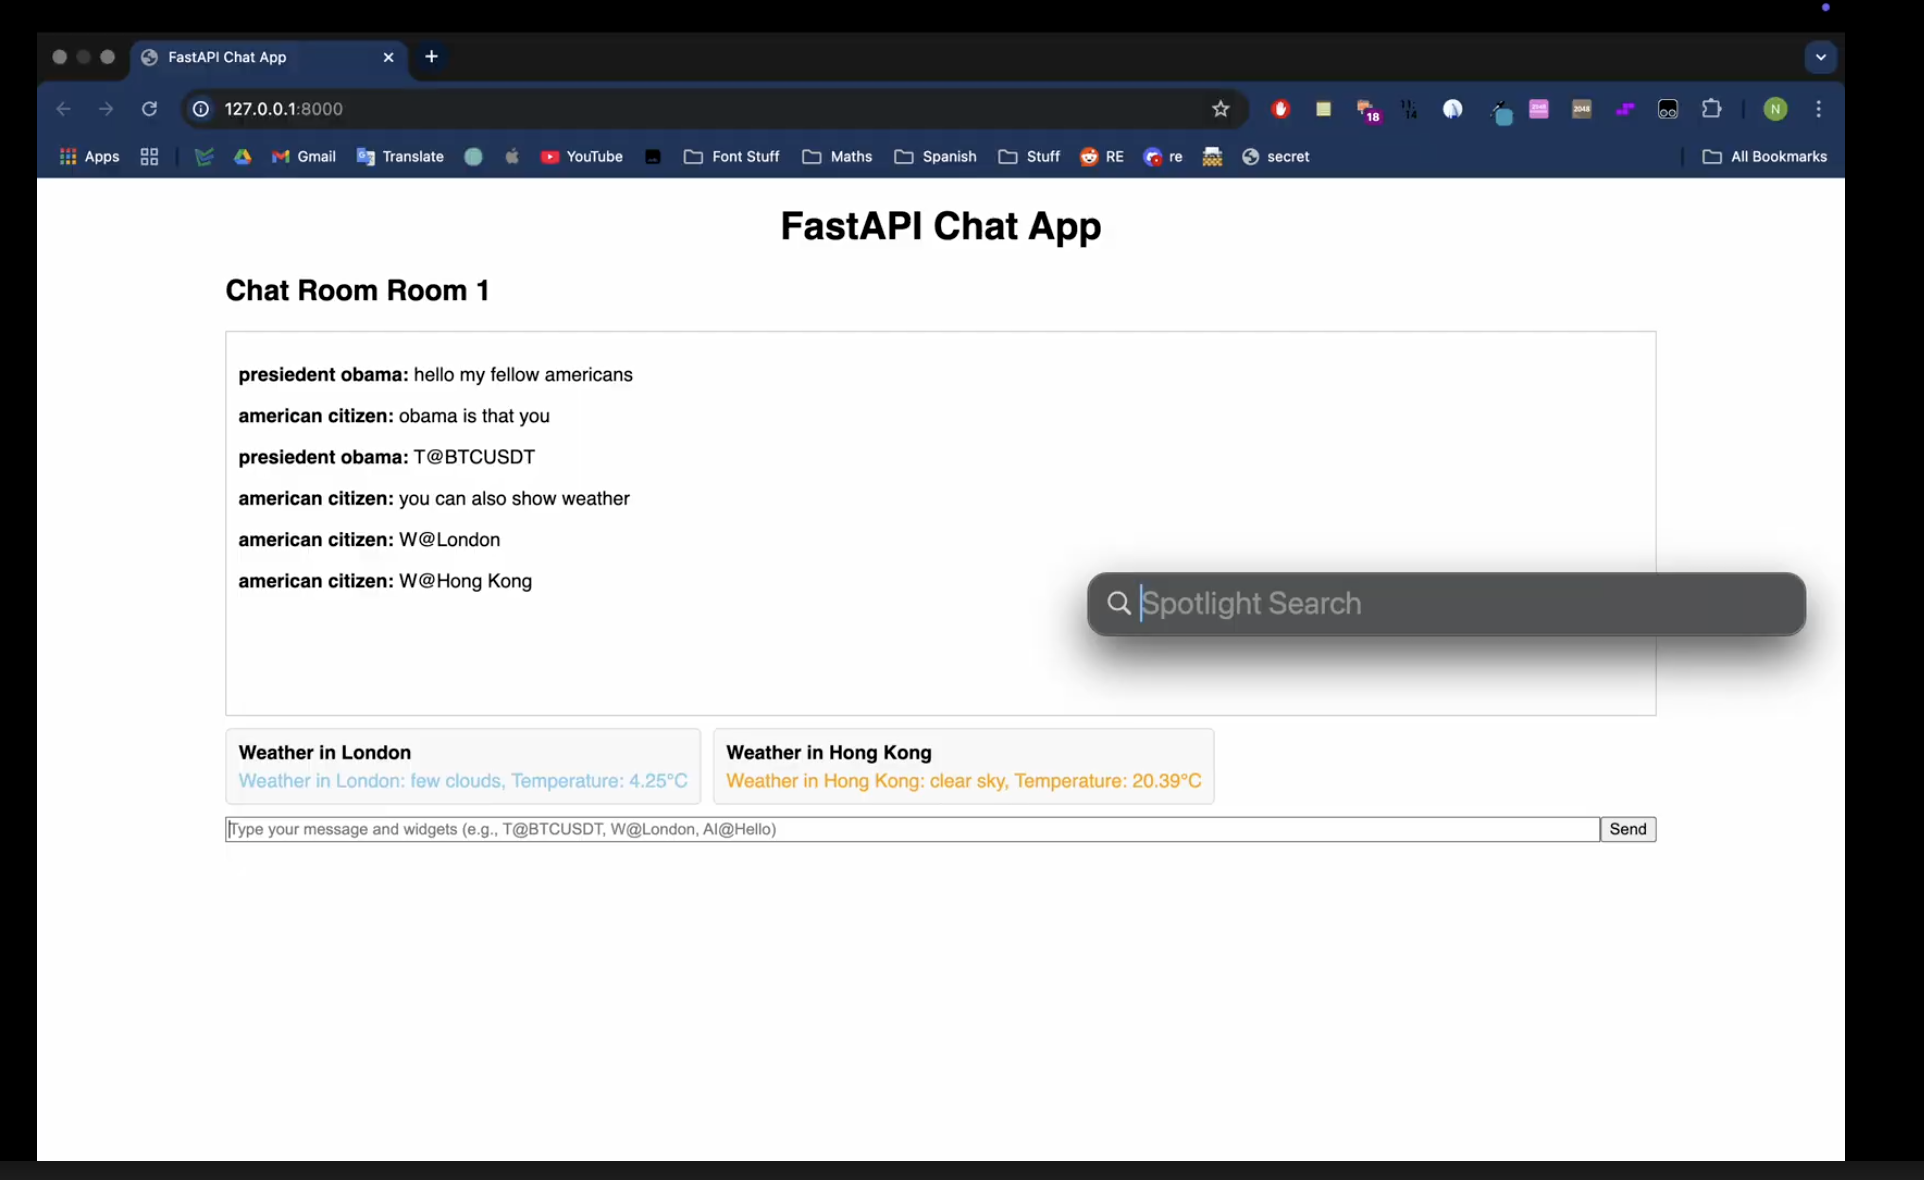 FastAPI Chat App
127.0.0.1:8000
18
2048
N
Apps
Gmail
Translate
YouTube
Font Stuff
Maths
Spanish
Stuff
RE
re
secret
All Bookmarks
FastAPI Chat App
Chat Room Room 1
presiedent obama: hello my fellow americans
american citizen: obama is that you
presiedent obama: T@BTCUSDT
american citizen: you can also show weather
american citizen: W@London
american citizen: W@Hong Kong
Spotlight Search
Weather in London
Weather in London: few clouds, Temperature: 4.25°C
Weather in Hong Kong
Weather in Hong Kong: clear sky, Temperature: 20.39°C
Type your message and widgets (e.g., T@BTCUSDT, W@London, AI@Hello)
Send